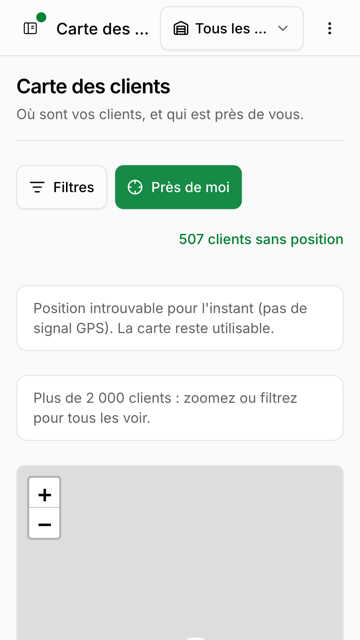 Carte des ...
Tous les ...
Carte des clients
Où sont vos clients, et qui est près de vous.
Filtres
Près de moi
507 clients sans position
Position introuvable pour l'instant (pas de
signal GPS). La carte reste utilisable.
Plus de 2 000 clients : zoomez ou filtrez
pour tous les voir.
+
−